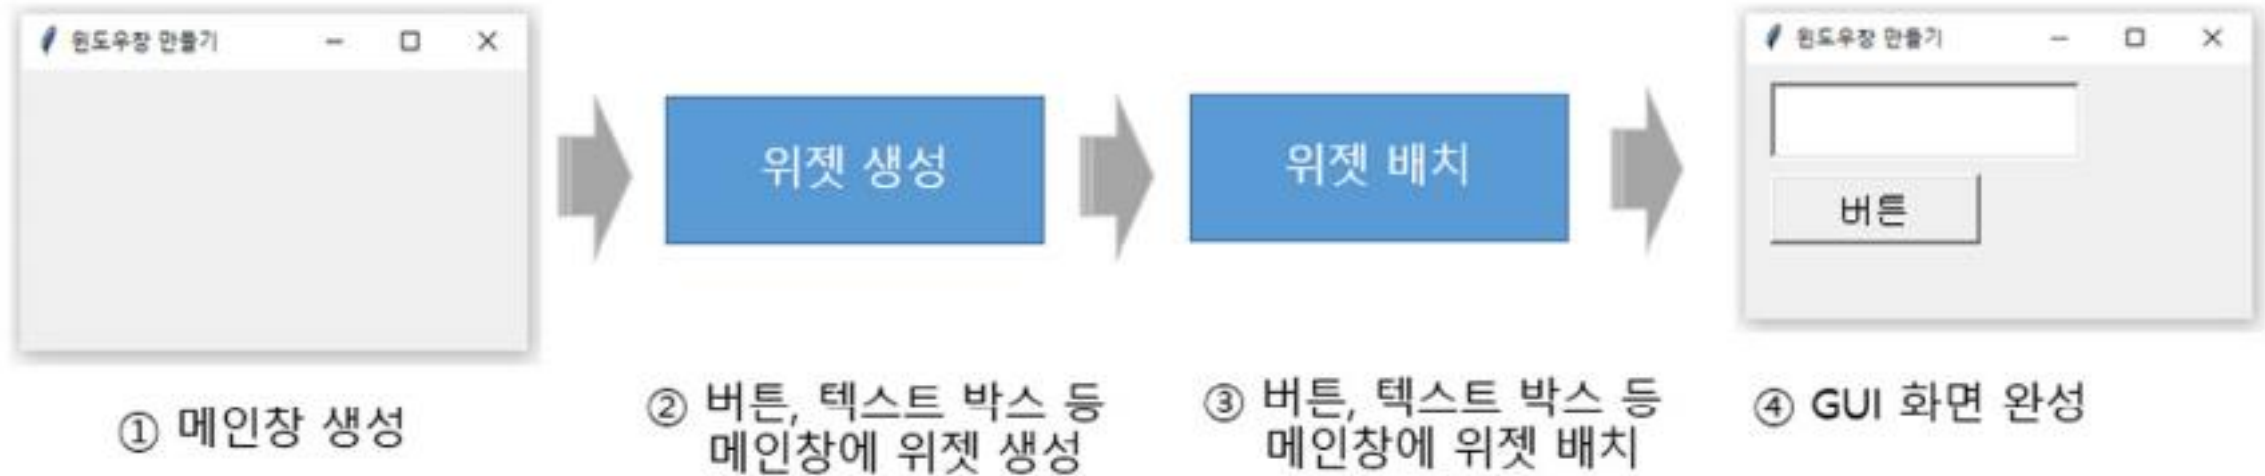 윈도우창 만들기
위젯 생성
위젯 배치
윈도우창 만들기
버튼
① 메인창 생성
② 버튼, 텍스트 박스 등
메인창에 위젯 생성
③ 버튼, 텍스트 박스 등
메인창에 위젯 배치
④ GUI 화면 완성